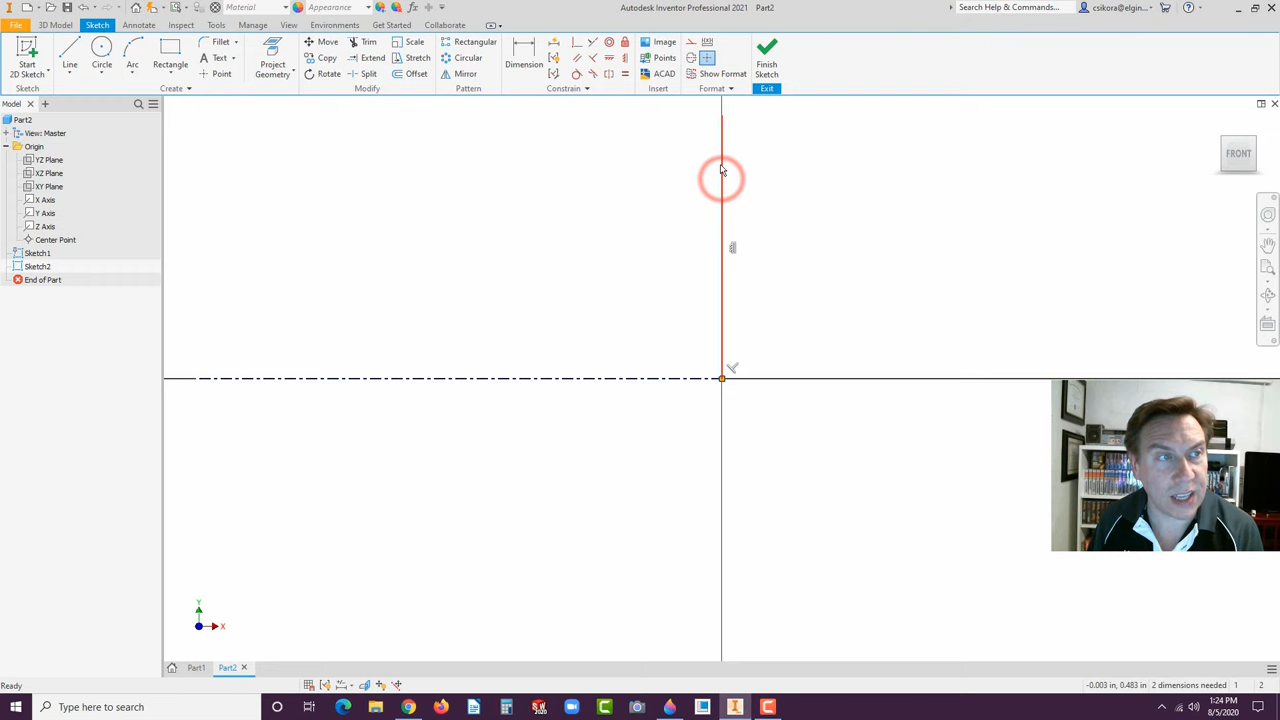 Material
Appearance
Autodesk Inventor Professional 2021 Part2
Search Help & Commands...
csikora@elgin...
File
3D Model
Sketch
Annotate
Inspect
Tools
Manage
View
Environments
Get Started
Collaborate
Start
2D Sketch
Line
Circle
Arc
Rectangle
Fillet
Text
Point
Project
Geometry
Move
Copy
Rotate
Trim
Extend
Split
Scale
Stretch
Offset
Rectangular
Circular
Mirror
Dimension
Image
Points
ACAD
Show Format
Finish
Sketch
Sketch
Create
Modify
Pattern
Constrain
Insert
Format
Exit
Model
Part2
View: Master
Origin
YZ Plane
XZ Plane
XY Plane
X Axis
Y Axis
Z Axis
Center Point
Sketch1
Sketch2
End of Part
FRONT
Y
X
Part1
Part2
Ready
-0.003 in, 0.483 in
2 dimensions needed
1
2
Type here to search
1:24 PM
8/5/2020